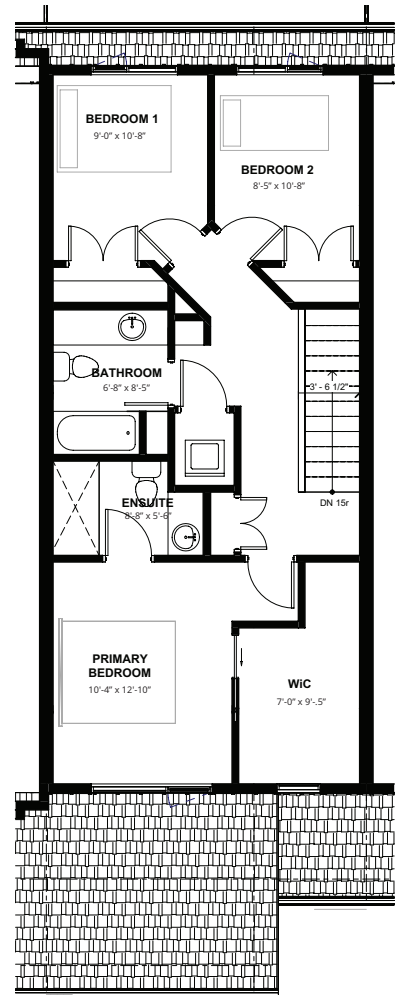 BEDROOM 1
9'-0" x 10'-8"
BEDROOM 2
8'-5" x 10'-8"
BATHROOM
6'-8" x 8'-5"
3' - 6 1/2"
DN 15r
ENSUITE
8'-8" x 5'-6"
PRIMARY
BEDROOM
10'-4" x 12'-10"
WiC
7'-0" x 9'-.5"